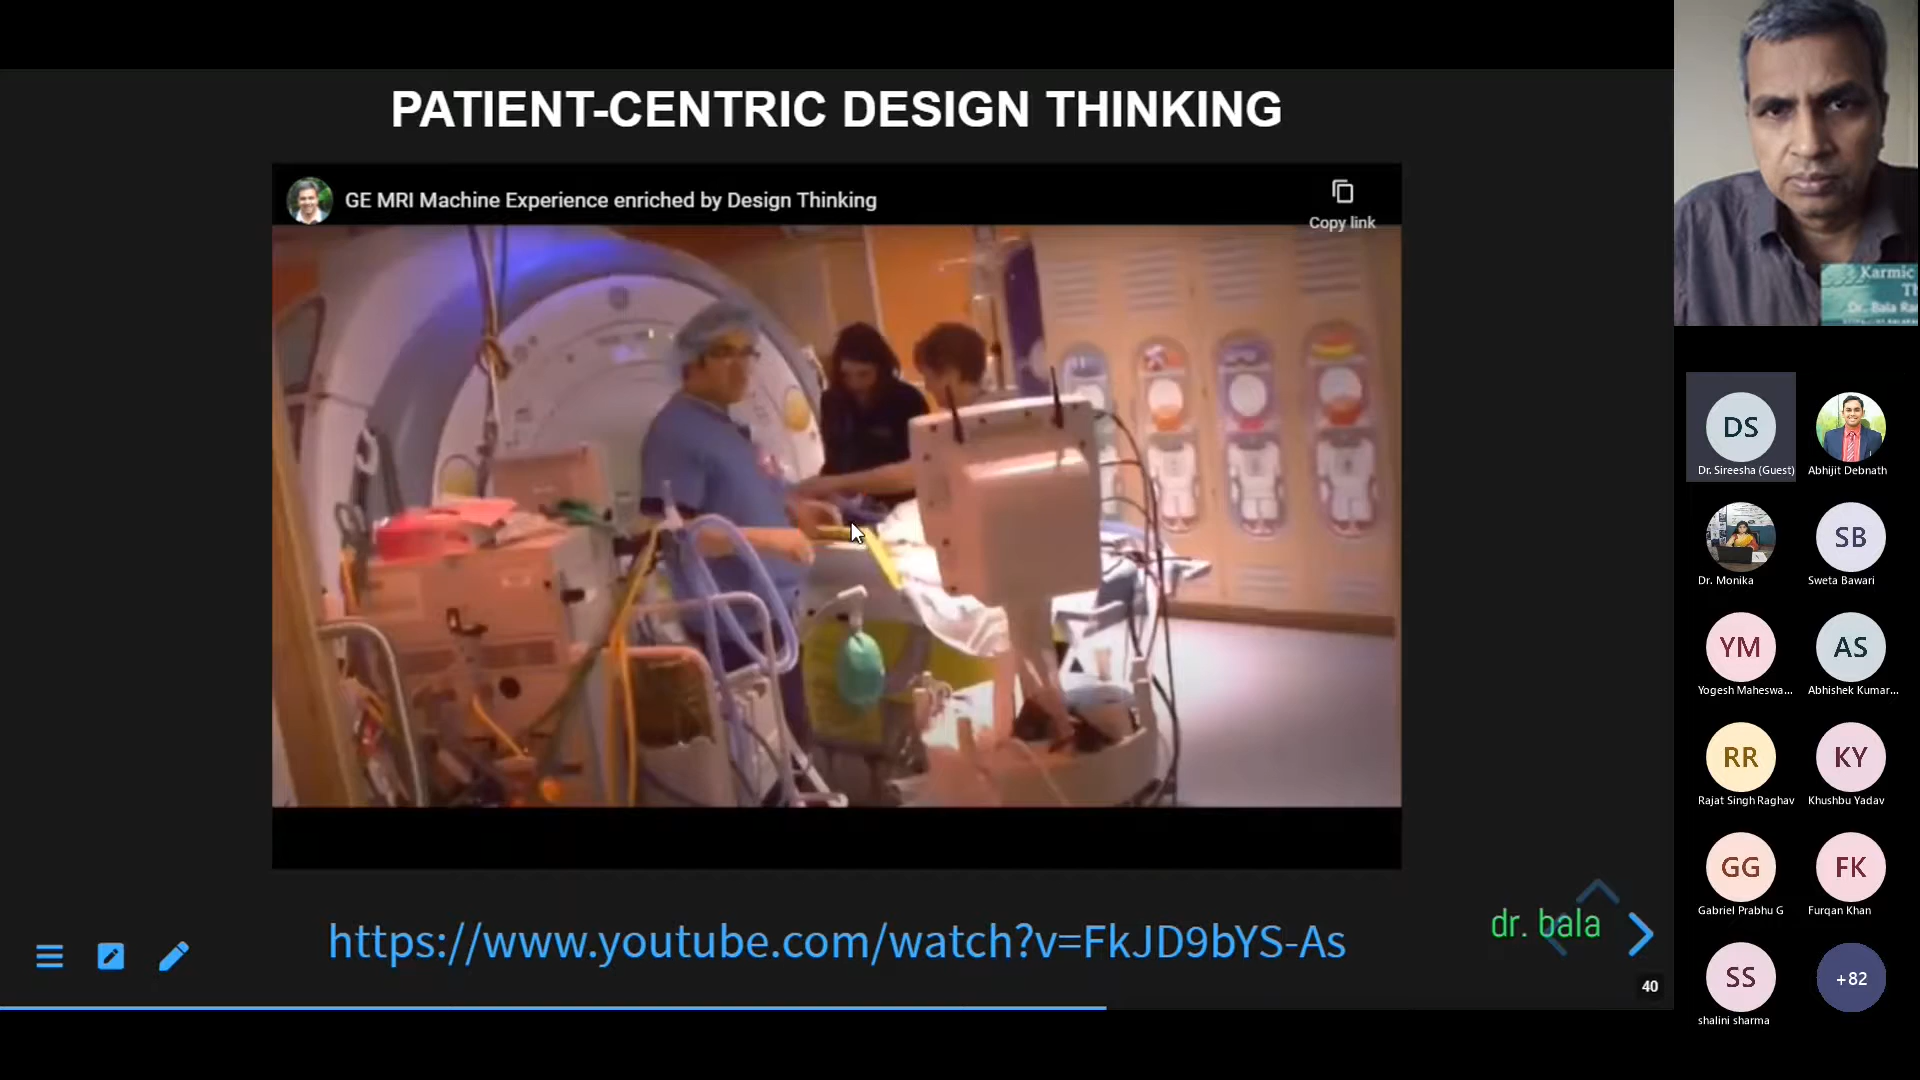 PATIENT-CENTRIC DESIGN THINKING
GE MRI Machine Experience enriched by Design Thinking
Copy link
https://www.youtube.com/watch?v=FkJD9bYS-As
dr. bala
40
Karmic
Dr. Bala
DS
Dr. Sireesha (Guest)
Abhijit Debnath
Dr. Monika
SB
Sweta Bawari
YM
Yogesh Maheswa...
AS
Abhishek Kumar...
RR
Rajat Singh Raghav
KY
Khushbu Yadav
GG
Gabriel Prabhu G
FK
Furqan Khan
SS
shalini sharma
+82